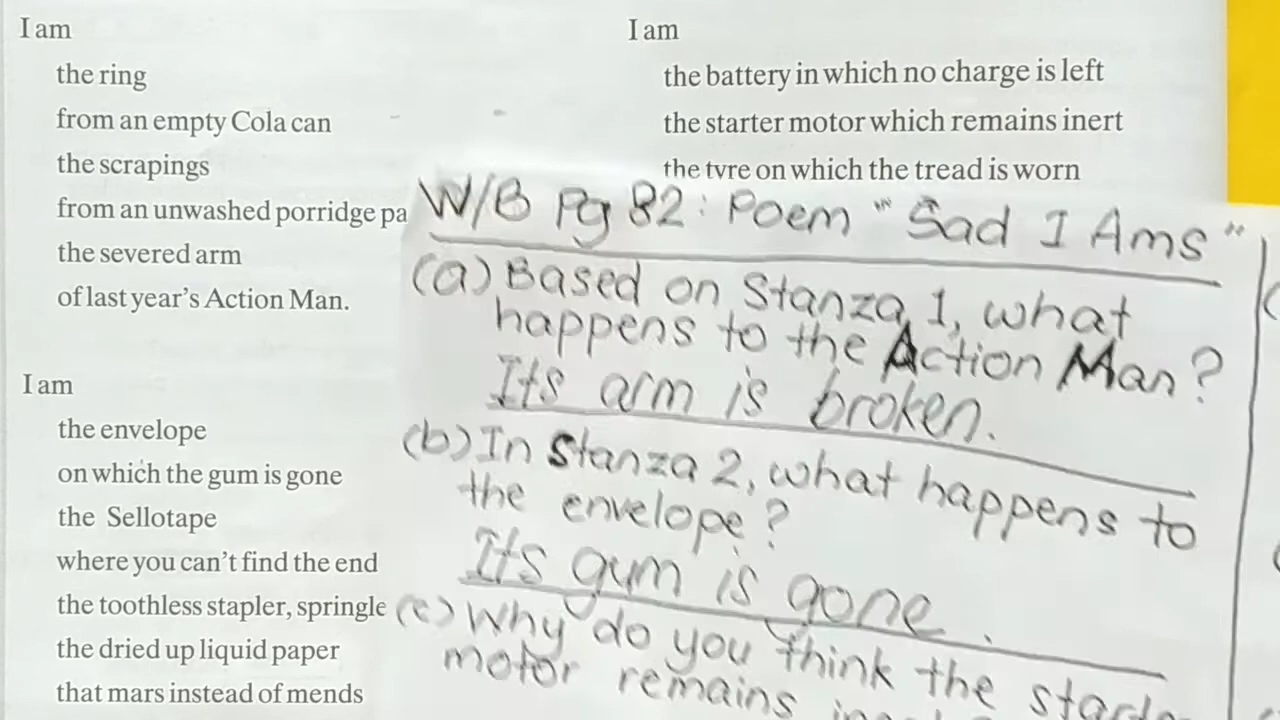 I am
the ring
from an empty Cola can
the scrapings
from an unwashed porridge pa
the severed arm
of last year's Action Man.
I am
the envelope
on which the gum is gone
the Sellotape
where you can't find the end
the toothless stapler, springle
the dried up liquid paper
that mars instead of mends
I am
the battery in which no charge is left
the starter motor which remains inert
the tyre on which the tread is worn
W/B Pg 82: Poem "Sad I Ams"
(a) Based on Stanza 1, what
happens to the Action Man?
Its arm is broken.
(b) In Stanza 2, what happens to
the envelope?
Its gum is gone.
(c) Why do you think the
motor remains